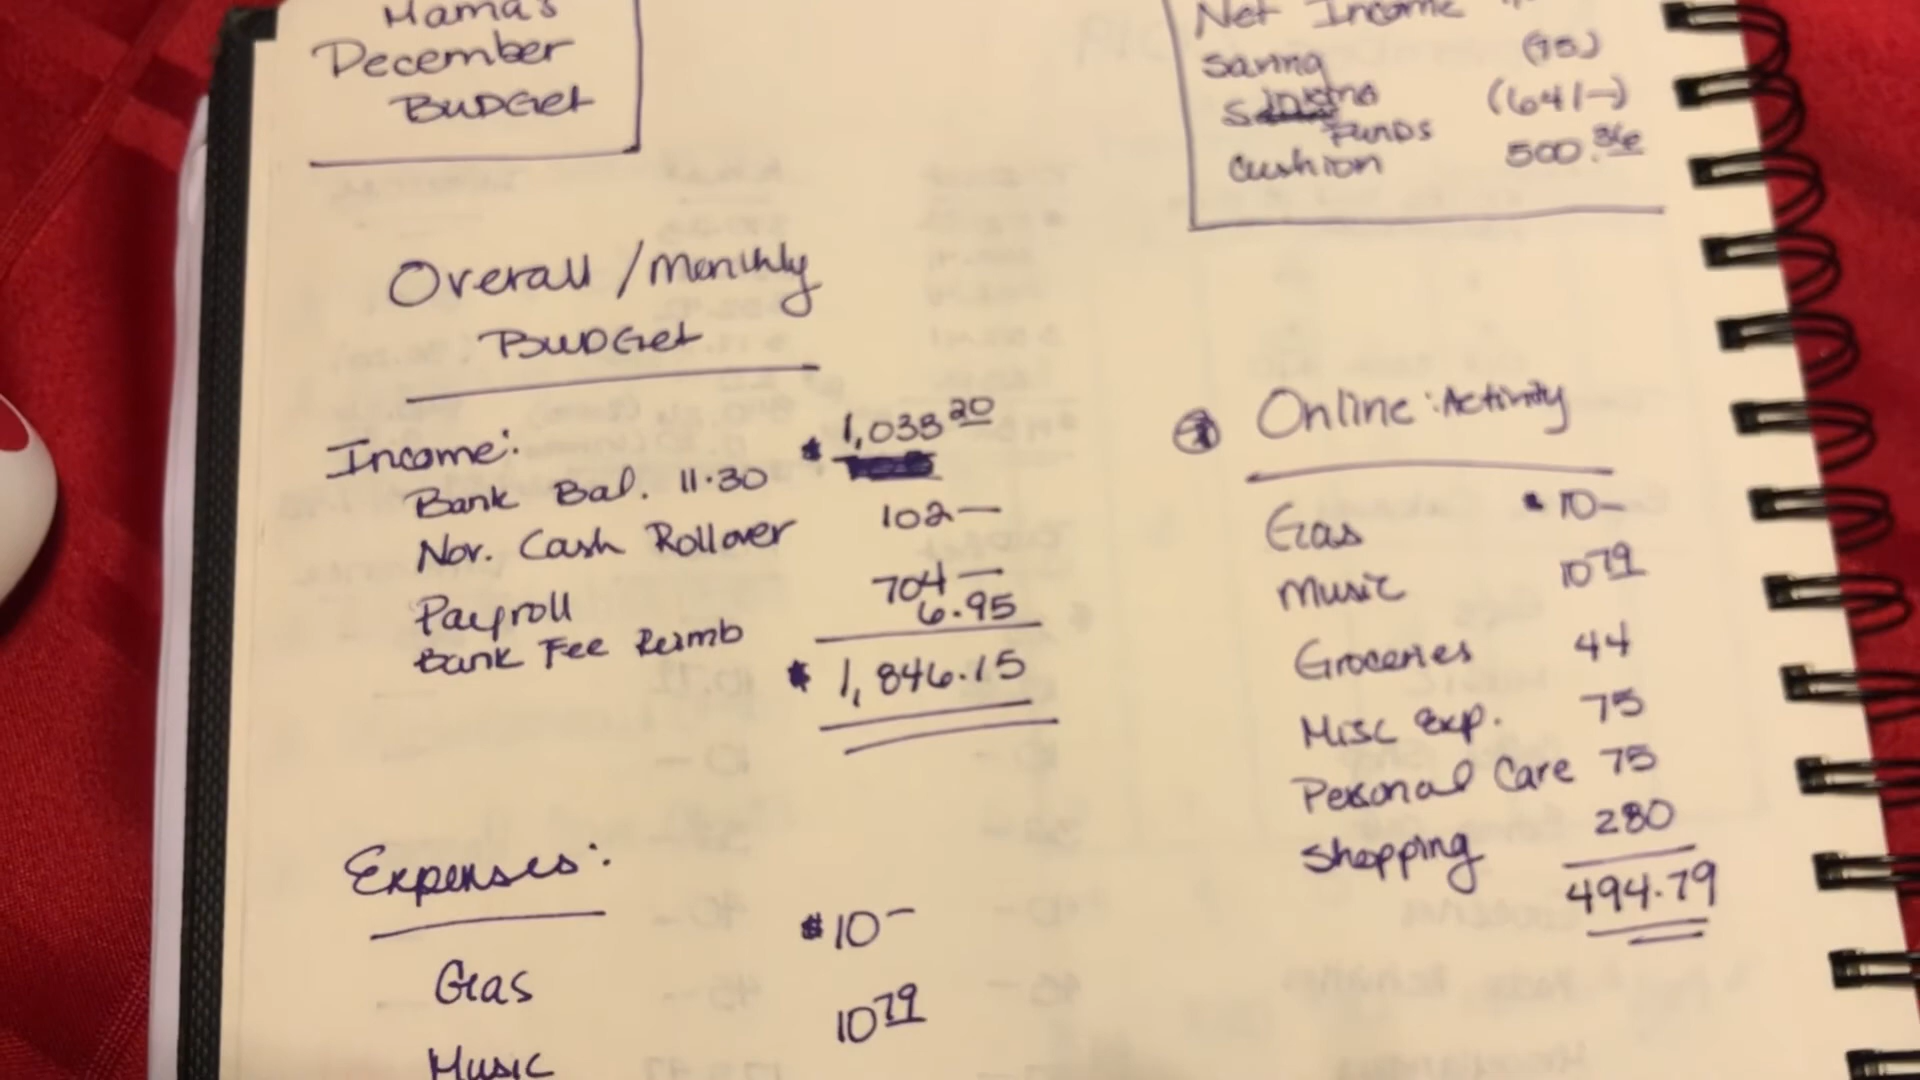 Mama's
December
BUDGET
Net Income
Saving (75)
Sinking
Funds (641-)
Cushion 500.36
Overall / Monthly
BUDGET
Income:
Bank Bal. 11.30 $ 1,033 20
Nov. Cash Rollover 102 —
Payroll 704 —
Bank Fee Reimb 6.95
$ 1,846.15
Expenses:
Gas $10 —
Music 10 79
Online: Activity
Gas $ 10 —
Music 10 79
Groceries 44
Misc Exp. 75
Personal Care 75
Shopping 280
494.79